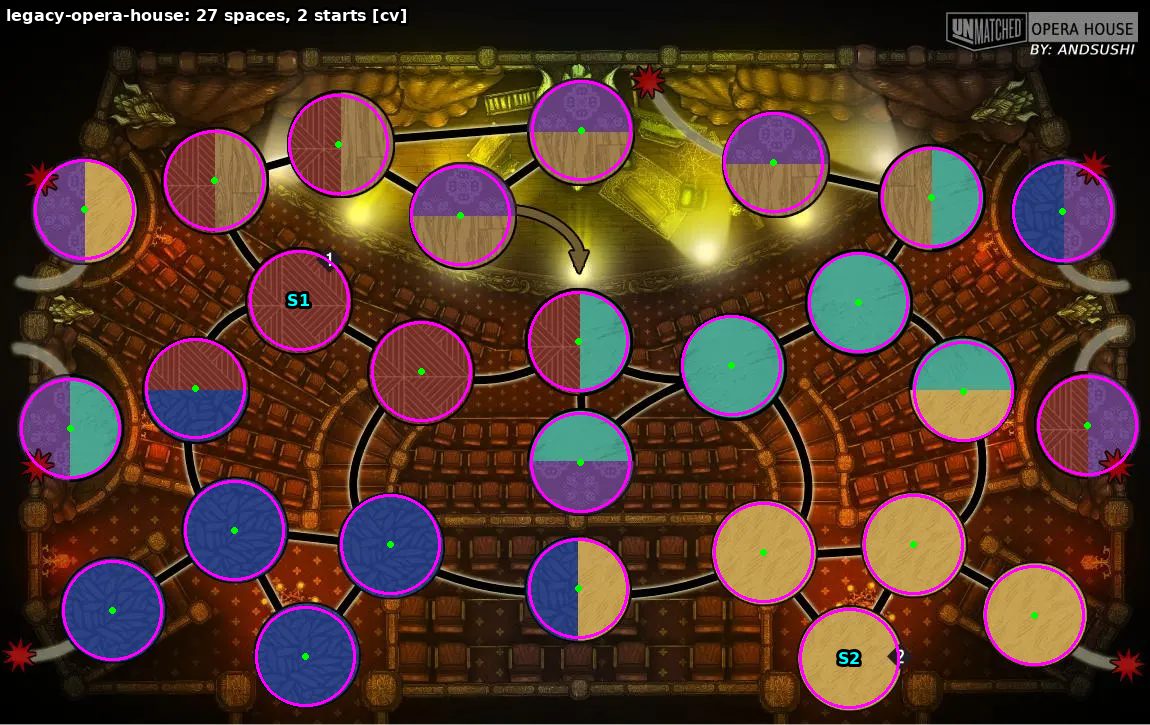 legacy-opera-house: 27 spaces, 2 starts [cv]
UNMATCHED OPERA HOUSE
BY: ANDSUSHI
1
S1
S2
2